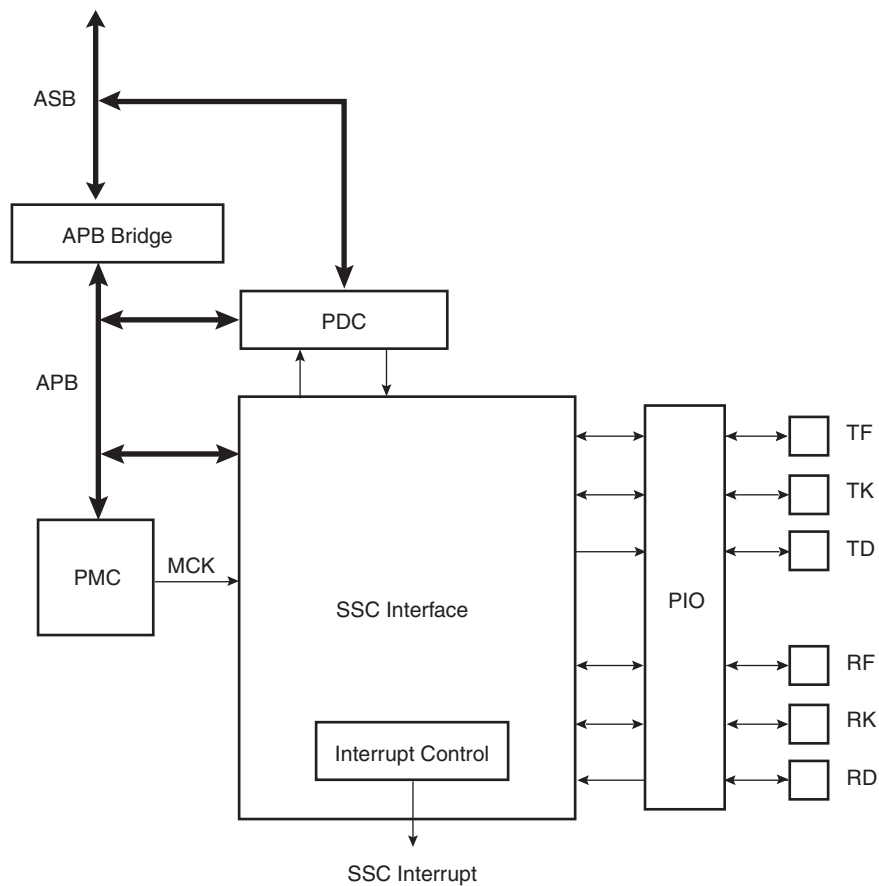 ASB
APB Bridge
PDC
APB
TF
TK
TD
PMC
MCK
SSC Interface
PIO
RF
RK
RD
Interrupt Control
SSC Interrupt